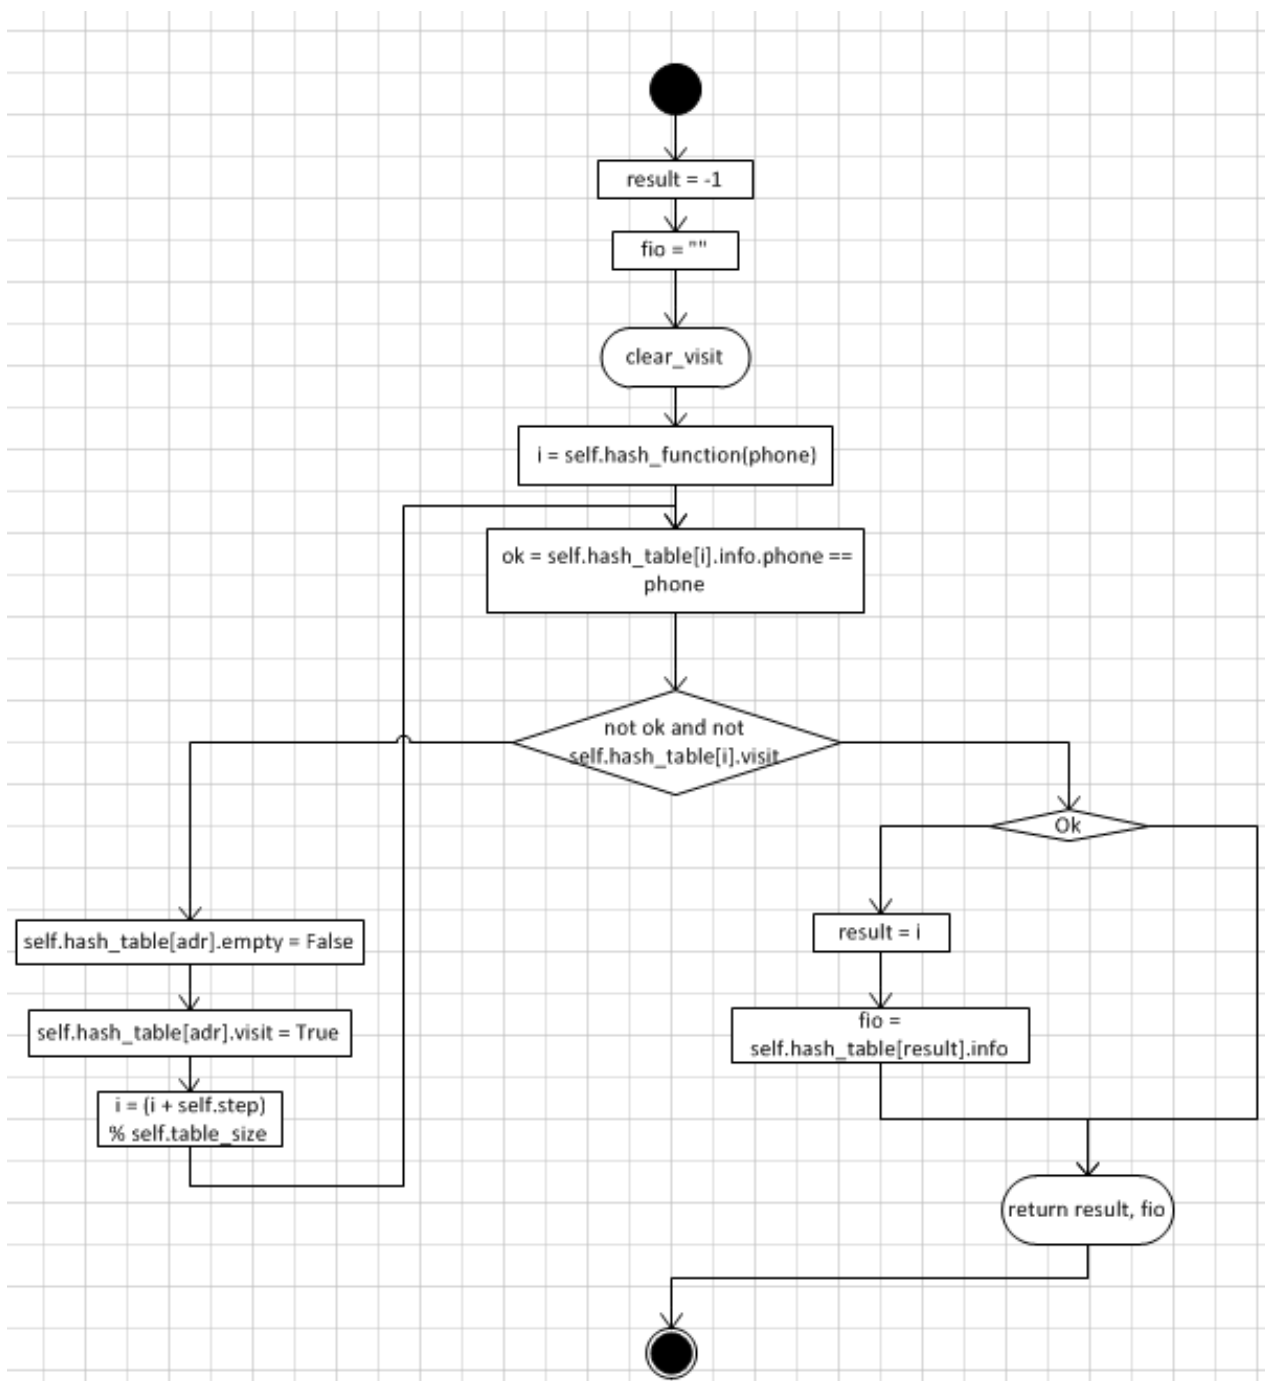 result = -1
fio = ""
clear_visit
i = self.hash_function(phone)
ok = self.hash_table[i].info.phone ==
phone
not ok and not
self.hash_table[i].visit
Ok
result = i
self.hash_table[adr].empty = False
self.hash_table[adr].visit = True
fio =
self.hash_table[result].info
i = (i + self.step)
% self.table_size
return result, fio